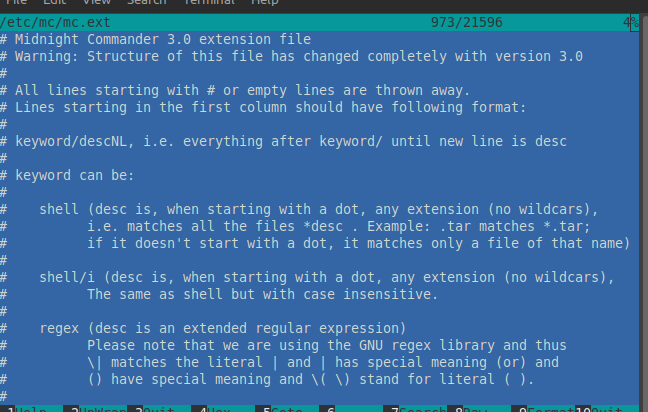 File Edit View Search Terminal Help
/etc/mc/mc.ext 973/21596 4%
# Midnight Commander 3.0 extension file
# Warning: Structure of this file has changed completely with version 3.0
#
# All lines starting with # or empty lines are thrown away.
# Lines starting in the first column should have following format:
#
# keyword/descNL, i.e. everything after keyword/ until new line is desc
#
# keyword can be:
#
#    shell (desc is, when starting with a dot, any extension (no wildcars),
#          i.e. matches all the files *desc . Example: .tar matches *.tar;
#          if it doesn't start with a dot, it matches only a file of that name)
#
#    shell/i (desc is, when starting with a dot, any extension (no wildcars),
#          The same as shell but with case insensitive.
#
#    regex (desc is an extended regular expression)
#          Please note that we are using the GNU regex library and thus
#          \| matches the literal | and | has special meaning (or) and
#          () have special meaning and \( \) stand for literal ( ).
#
1Help 2UnWrap 3Quit 4Hex 5Goto 6 7Search 8Raw 9Format 10Quit